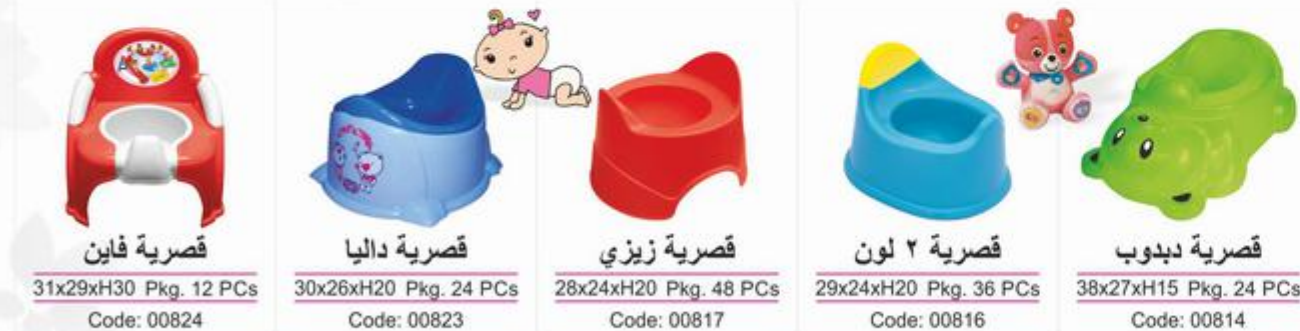 قصرية فاين
31x29xH30 Pkg. 12 PCs
Code: 00824
قصرية داليا
30x26xH20 Pkg. 24 PCs
Code: 00823
قصرية زيزي
28x24xH20 Pkg. 48 PCs
Code: 00817
قصرية ٢ لون
29x24xH20 Pkg. 36 PCs
Code: 00816
قصرية دبدوب
38x27xH15 Pkg. 24 PCs
Code: 00814